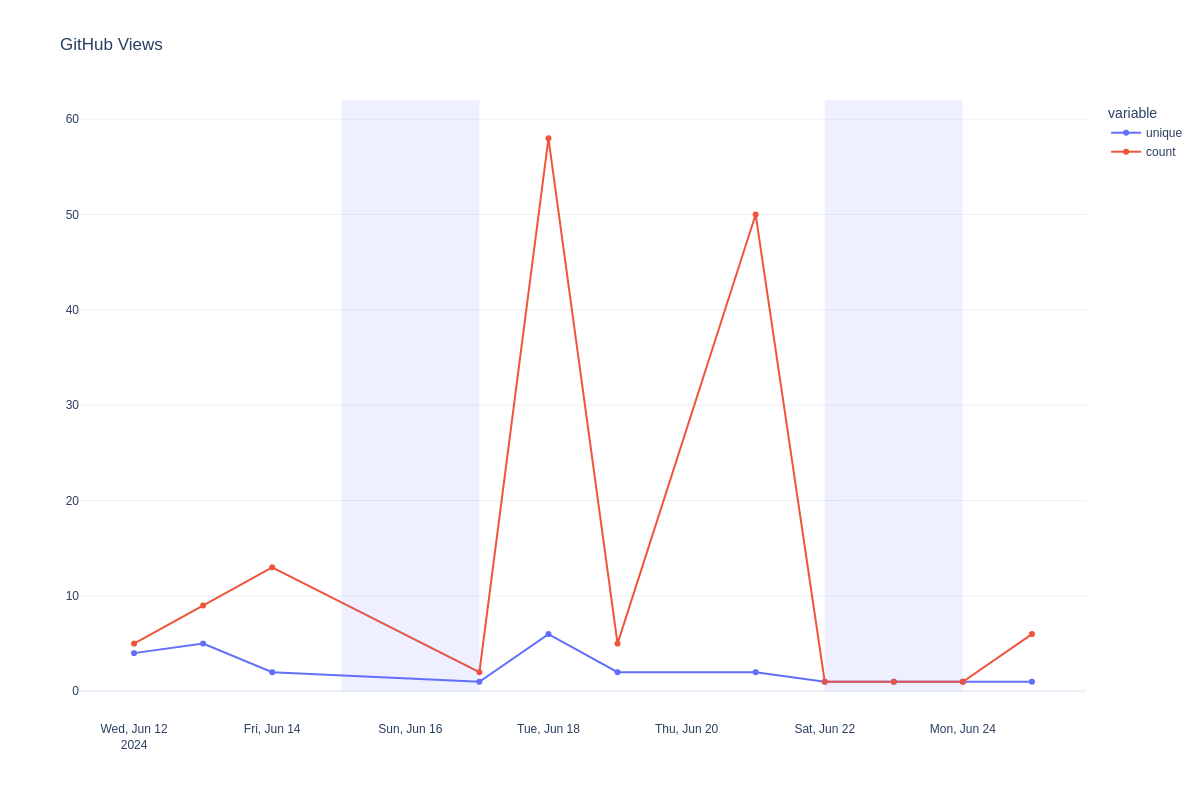 GitHub Views
variable
unique
count
60
50
40
30
20
10
0
Wed, Jun 12
2024
Fri, Jun 14
Sun, Jun 16
Tue, Jun 18
Thu, Jun 20
Sat, Jun 22
Mon, Jun 24